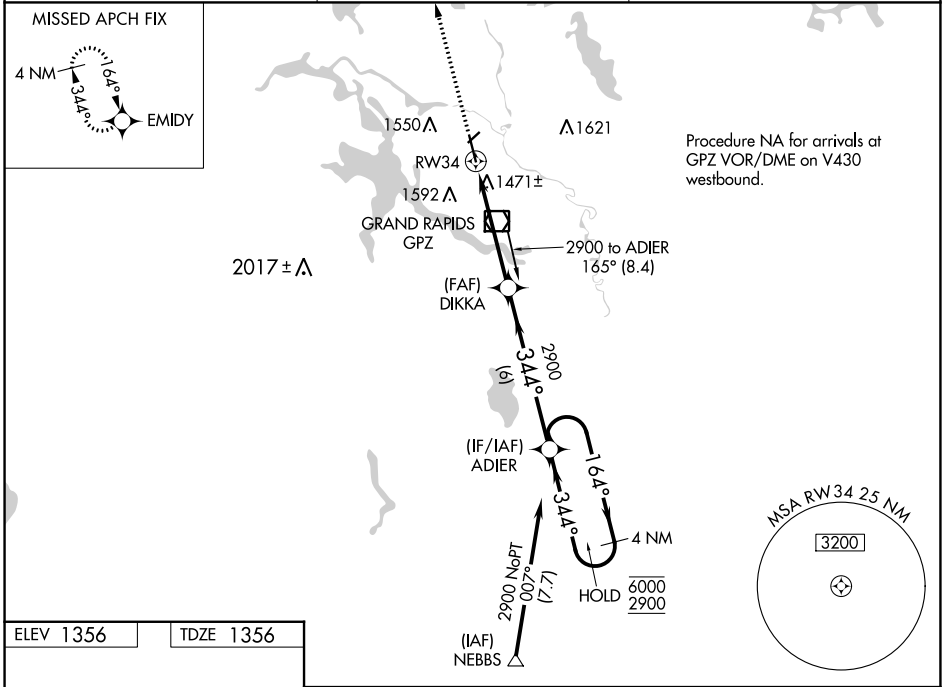 MISSED APCH FIX
4 NM
164°
344°
EMIDY
1550
1621
RW34
1471±
1592
GRAND RAPIDS
GPZ
Procedure NA for arrivals at
GPZ VOR/DME on V430
westbound.
2900 to ADIER
165° (8.4)
2017±
(FAF)
DIKKA
2900
344°
(6)
(IF/IAF)
ADIER
164°
344°
4 NM
HOLD
6000
2900
2900 NoPT
007°
(7.7)
(IAF)
NEBBS
MSA RW34 25 NM
3200
ELEV 1356
TDZE 1356